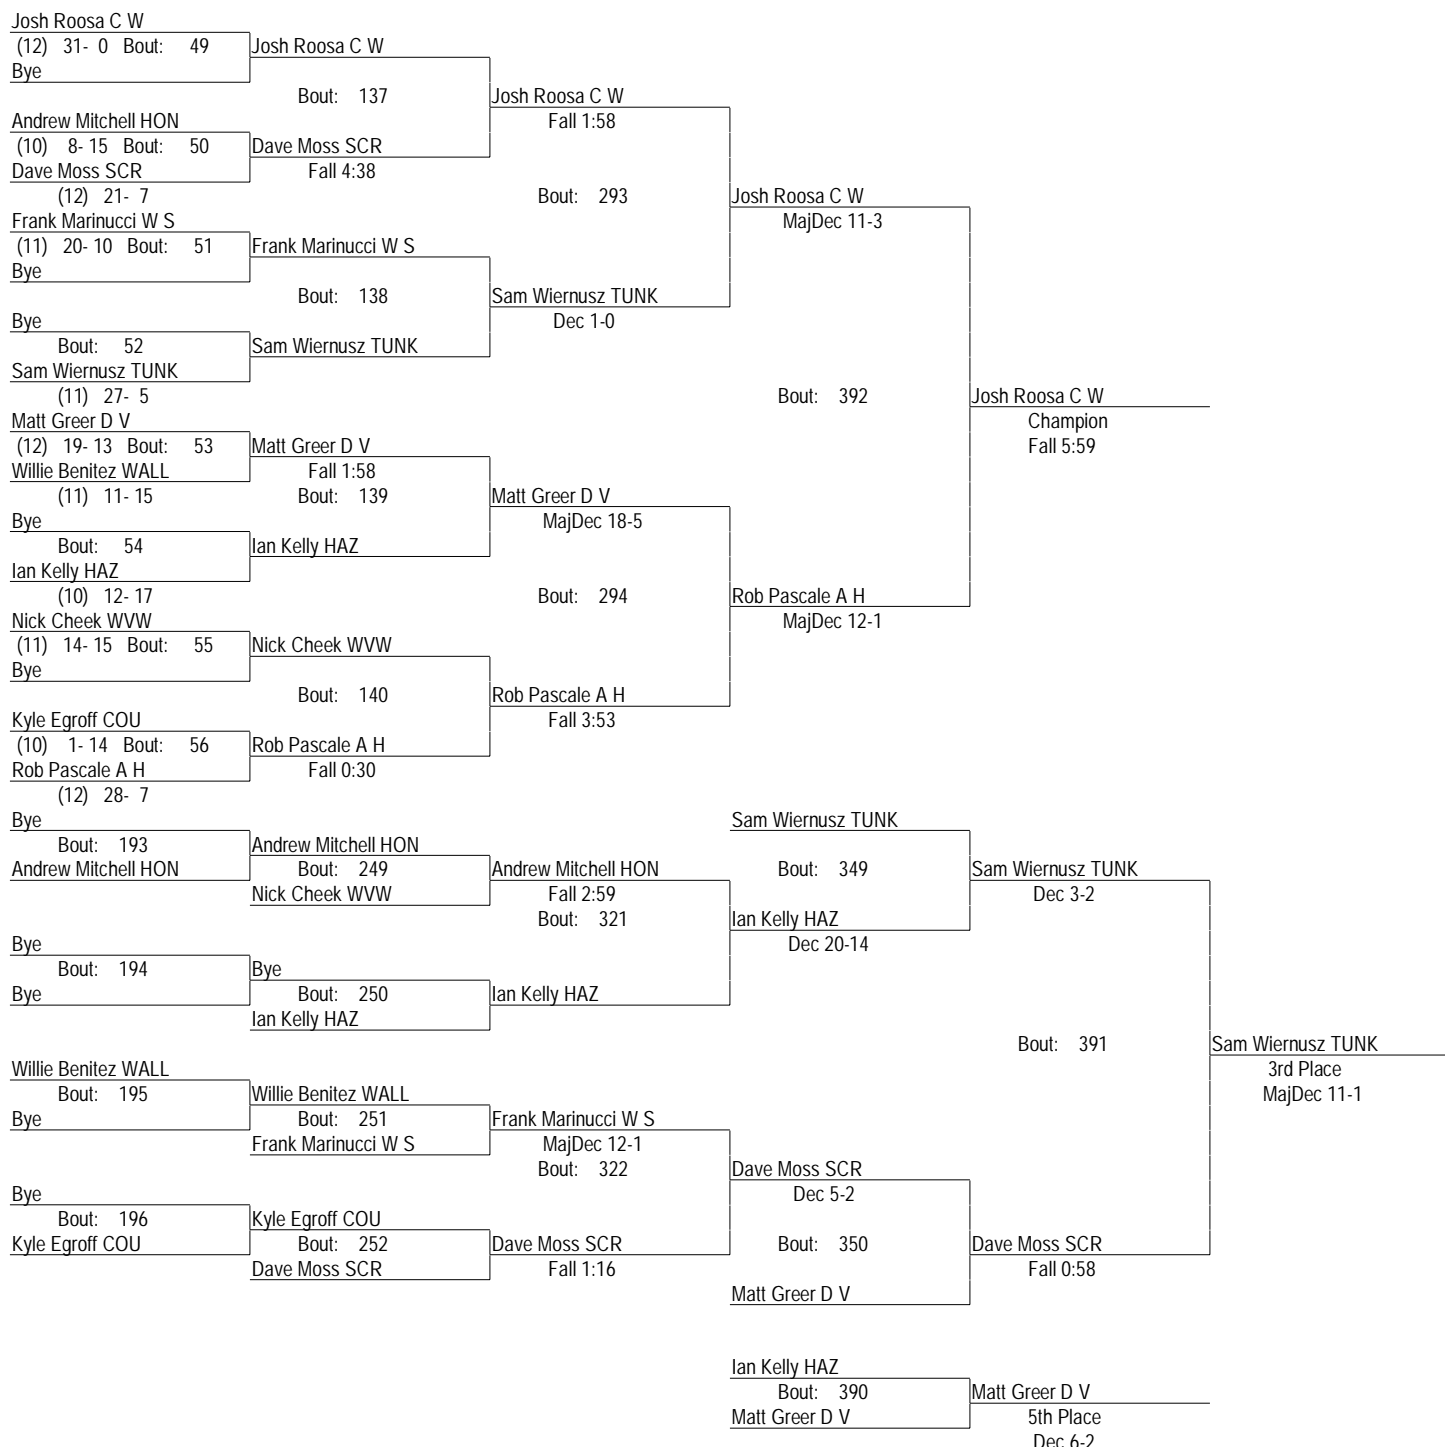 Josh Roosa C W
(12) 31- 0 Bout: 49 Josh Roosa C W
Bye
Bout: 137 Josh Roosa C W
Andrew Mitchell HON Fall 1:58
(10) 8- 15 Bout: 50 Dave Moss SCR
Dave Moss SCR Fall 4:38
(12) 21- 7 Bout: 293 Josh Roosa C W
Frank Marinucci W S MajDec 11-3
(11) 20- 10 Bout: 51 Frank Marinucci W S
Bye
Bout: 138 Sam Wiernusz TUNK
Bye Dec 1-0
Bout: 52 Sam Wiernusz TUNK
Sam Wiernusz TUNK
(11) 27- 5 Bout: 392 Josh Roosa C W
Matt Greer D V Champion
(12) 19- 13 Bout: 53 Matt Greer D V Fall 5:59
Willie Benitez WALL Fall 1:58
(11) 11- 15 Bout: 139 Matt Greer D V
Bye MajDec 18-5
Bout: 54 Ian Kelly HAZ
Ian Kelly HAZ
(10) 12- 17 Bout: 294 Rob Pascale A H
Nick Cheek WVW MajDec 12-1
(11) 14- 15 Bout: 55 Nick Cheek WVW
Bye
Bout: 140 Rob Pascale A H
Kyle Egroff COU Fall 3:53
(10) 1- 14 Bout: 56 Rob Pascale A H
Rob Pascale A H Fall 0:30
(12) 28- 7
Bye Sam Wiernusz TUNK
Bout: 193 Andrew Mitchell HON
Andrew Mitchell HON Bout: 249 Andrew Mitchell HON Bout: 349 Sam Wiernusz TUNK
Nick Cheek WVW Fall 2:59 Dec 3-2
Bout: 321 Ian Kelly HAZ
Bye Dec 20-14
Bout: 194 Bye
Bye Bout: 250 Ian Kelly HAZ
Ian Kelly HAZ
Bout: 391 Sam Wiernusz TUNK
Willie Benitez WALL 3rd Place
Bout: 195 Willie Benitez WALL MajDec 11-1
Bye Bout: 251 Frank Marinucci W S
Frank Marinucci W S MajDec 12-1
Bout: 322 Dave Moss SCR
Bye Dec 5-2
Bout: 196 Kyle Egroff COU
Kyle Egroff COU Bout: 252 Dave Moss SCR Bout: 350 Dave Moss SCR
Dave Moss SCR Fall 1:16 Fall 0:58
Matt Greer D V
Ian Kelly HAZ
Bout: 390 Matt Greer D V
Matt Greer D V 5th Place
Dec 6-2